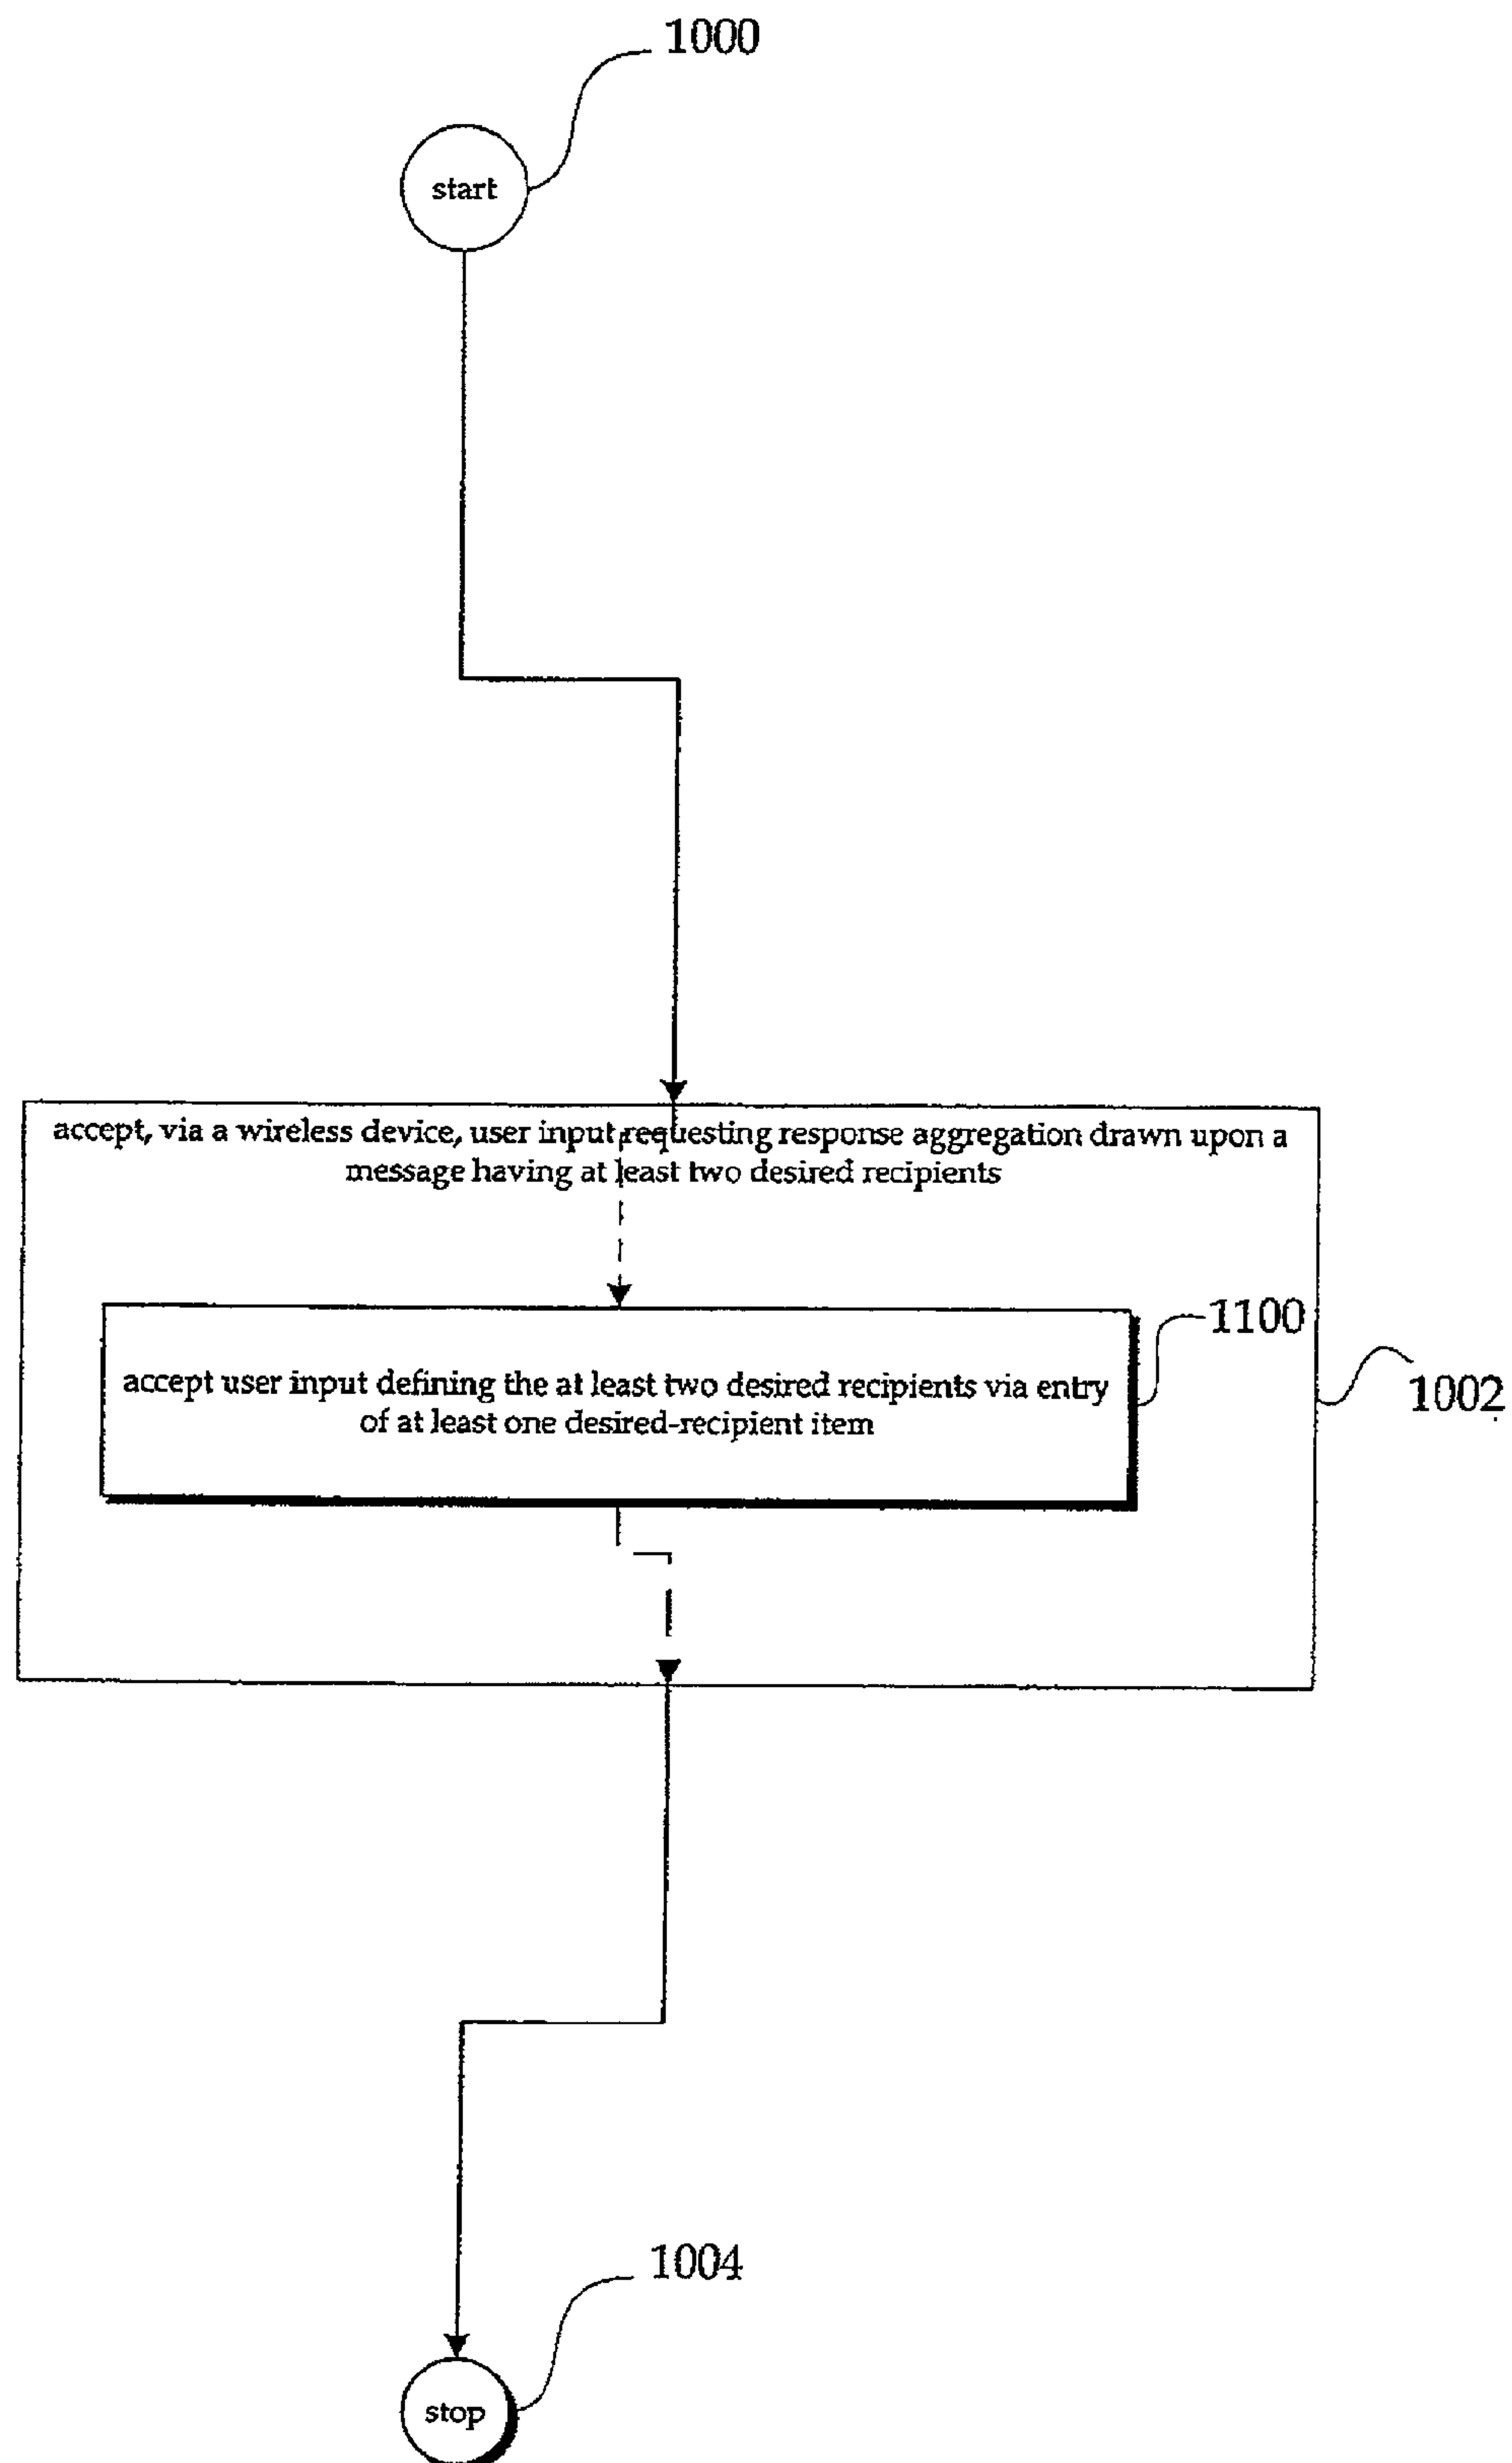 1000
start
accept, via a wireless device, user input requesting response aggregation drawn upon a
message having at least two desired recipients
1100
accept user input defining the at least two desired recipients via entry
of at least one desired-recipient item
1002
1004
stop